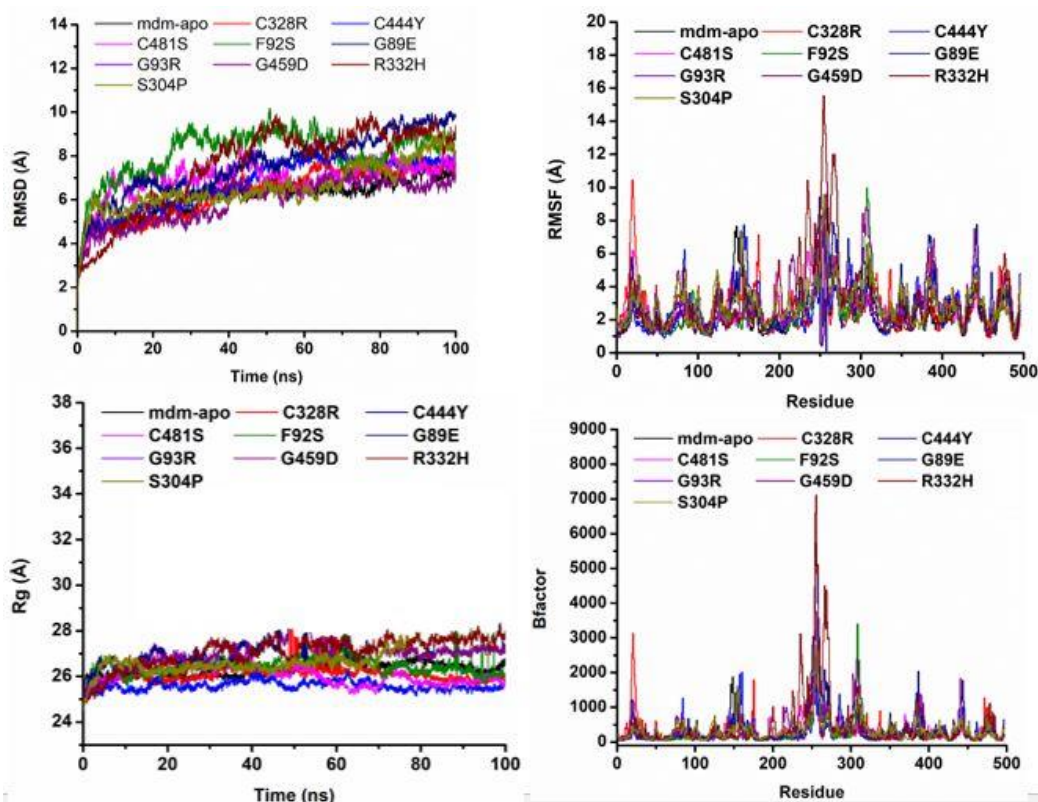 14
12
10
8
6
4
2
0
RMSD (Å)
mdm-apo C328R C444Y
C481S F92S G89E
G93R G459D R332H
S304P
0 20 40 60 80 100
Time (ns)
20
18
16
14
12
10
8
6
4
2
0
RMSF (Å)
mdm-apo C328R C444Y
C481S F92S G89E
G93R G459D R332H
S304P
0 100 200 300 400 500
Residue
38
36
34
32
30
28
26
24
Rg (Å)
mdm-apo C328R C444Y
C481S F92S G89E
G93R G459D R332H
S304P
0 20 40 60 80 100
Time (ns)
9000
8000
7000
6000
5000
4000
3000
2000
1000
0
Bfactor
mdm-apo C328R C444Y
C481S F92S G89E
G93R G459D R332H
S304P
0 100 200 300 400 500
Residue